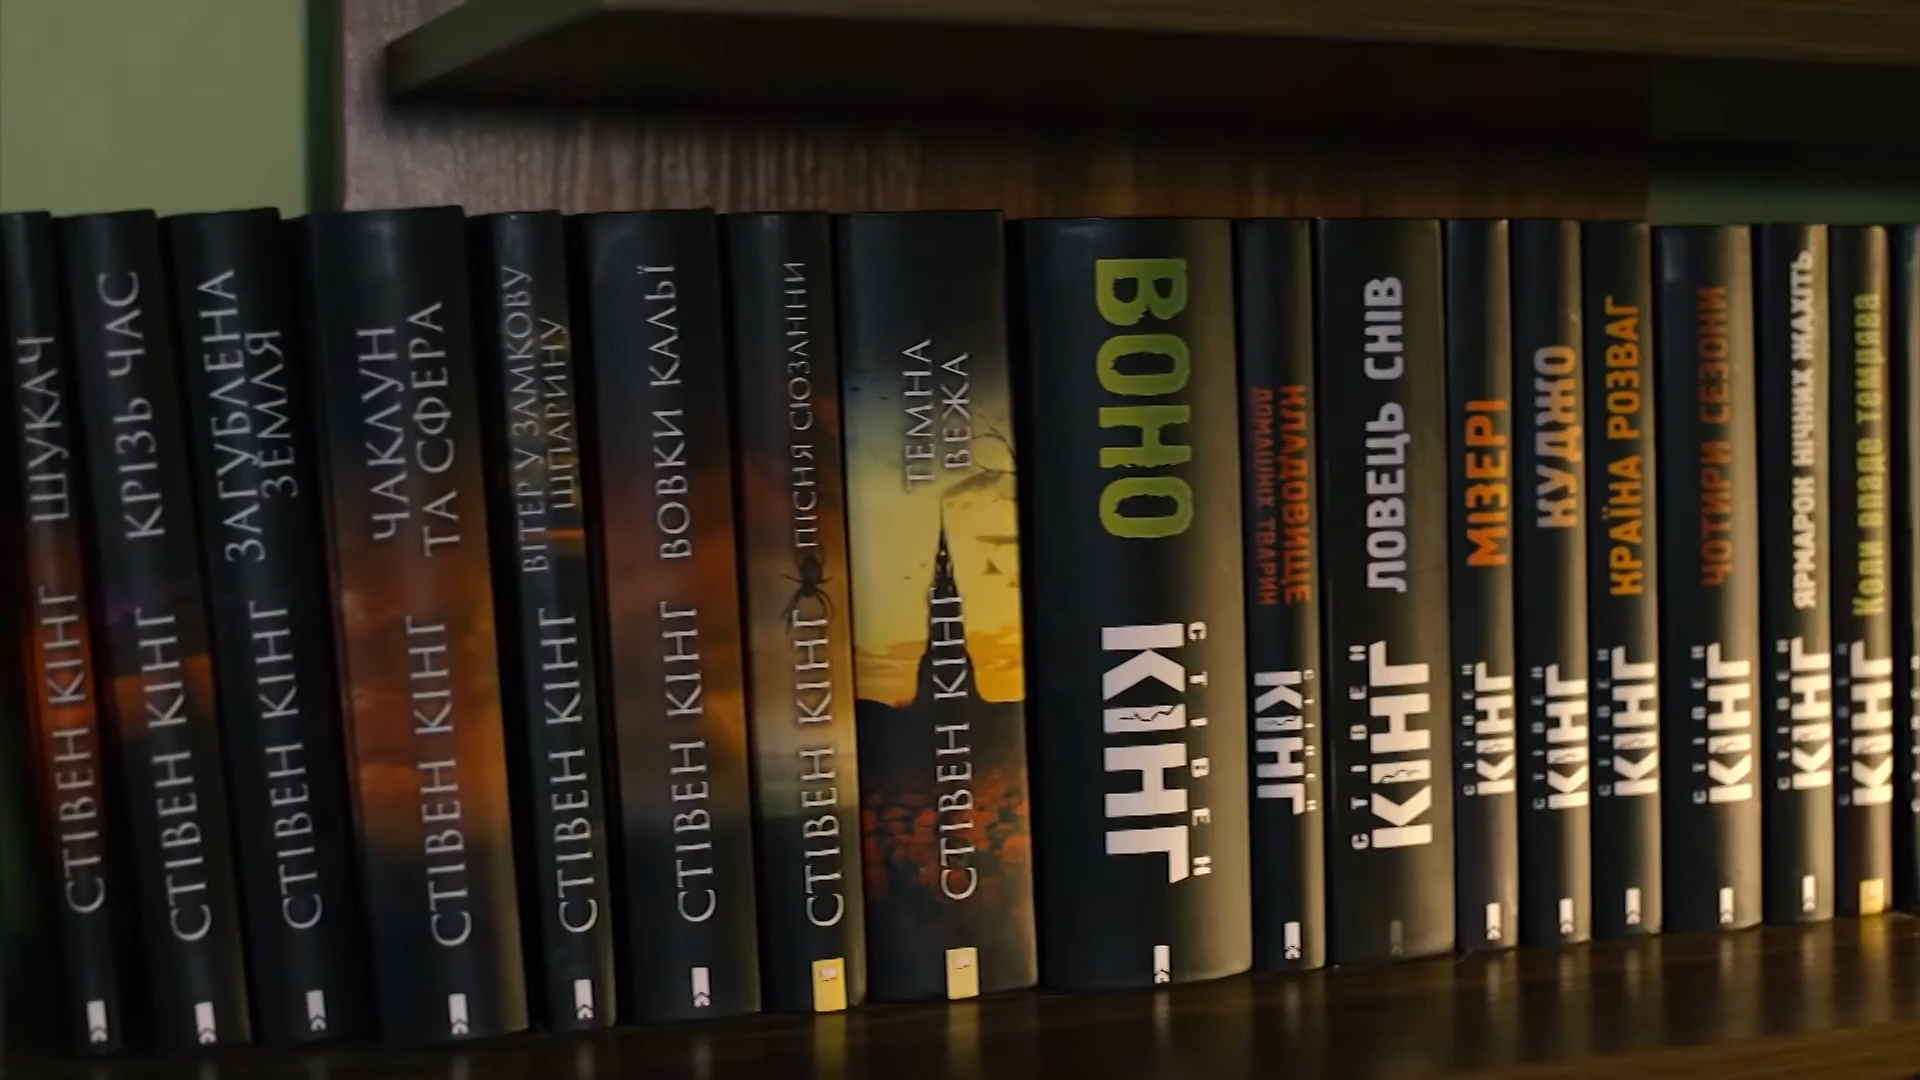 ШУКАЧ
СТІВЕН КІНГ
КРІЗЬ ЧАС
СТІВЕН КІНГ
ЗАГУБЛЕНА
ЗЕМЛЯ
СТІВЕН КІНГ
ЧАКЛУН
ТА СФЕРА
СТІВЕН КІНГ
ВІТЕР У ЗАМКОВУ
ШПАРИНУ
СТІВЕН КІНГ
ВОВКИ КАЛЬЇ
СТІВЕН КІНГ
ПІСНЯ СЮЗАННИ
СТІВЕН КІНГ
ТЕМНА
ВЕЖА
СТІВЕН КІНГ
ВОНО
СТІВЕН
КІНГ
КЛАДОВИЩЕ
ДОМАШНІХ ТВАРИН
СТІВЕН
КІНГ
ЛОВЕЦЬ СНІВ
СТІВЕН
КІНГ
МІЗЕРІ
СТІВЕН
КІНГ
КУДЖО
СТІВЕН
КІНГ
КРАЇНА РОЗВАГ
СТІВЕН
КІНГ
ЧОТИРИ СЕЗОНИ
СТІВЕН
КІНГ
ЯРМАРОК НІЧНИХ ЖАХІТЬ
СТІВЕН
КІНГ
Коли впаде темрява
СТІВЕН
КІНГ